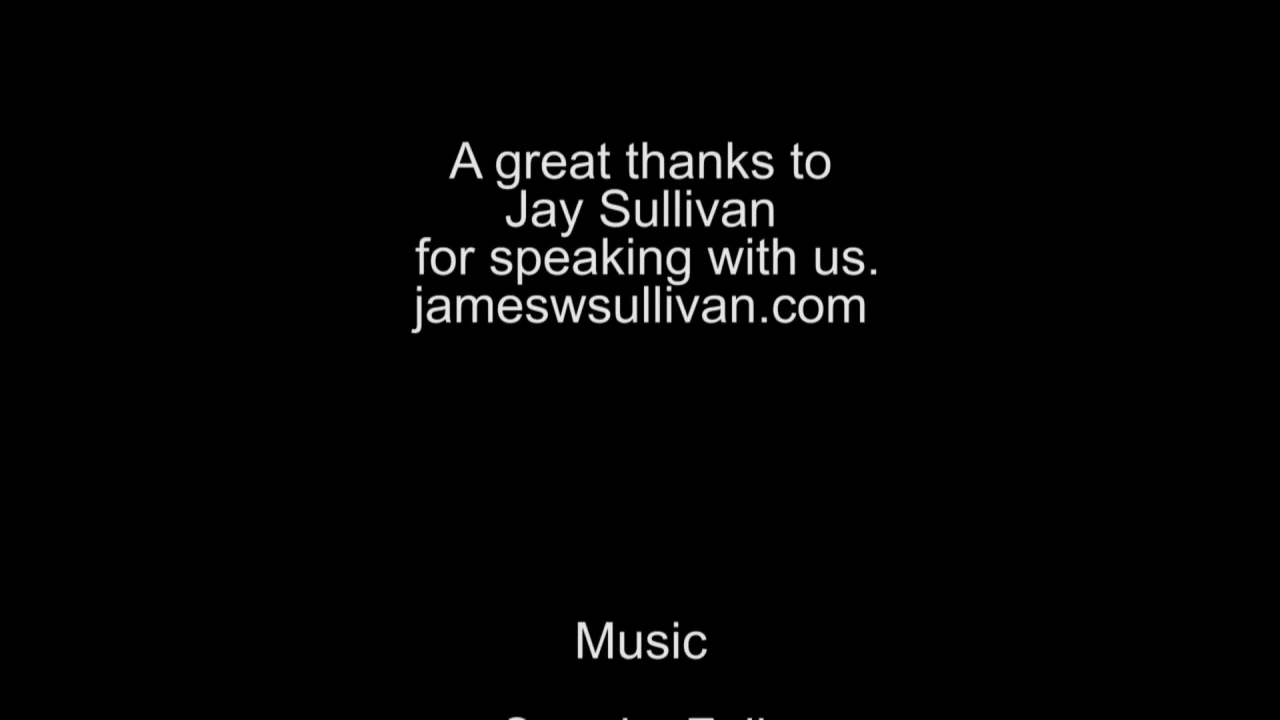 A great thanks to
Jay Sullivan
for speaking with us.
jameswsullivan.com
Music